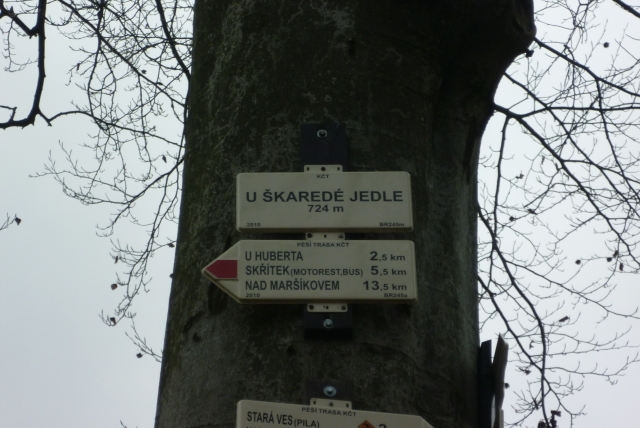 KČT
U ŠKAREDÉ JEDLE
724 m
2010 BR245m
PĚŠÍ TRASA KČT
U HUBERTA 2,5 km
SKŘÍTEK (MOTOREST,BUS) 5,5 km
NAD MARŠÍKOVEM 13,5 km
2010 BR245a
PĚŠÍ TRASA KČT
STARÁ VES (PILA)